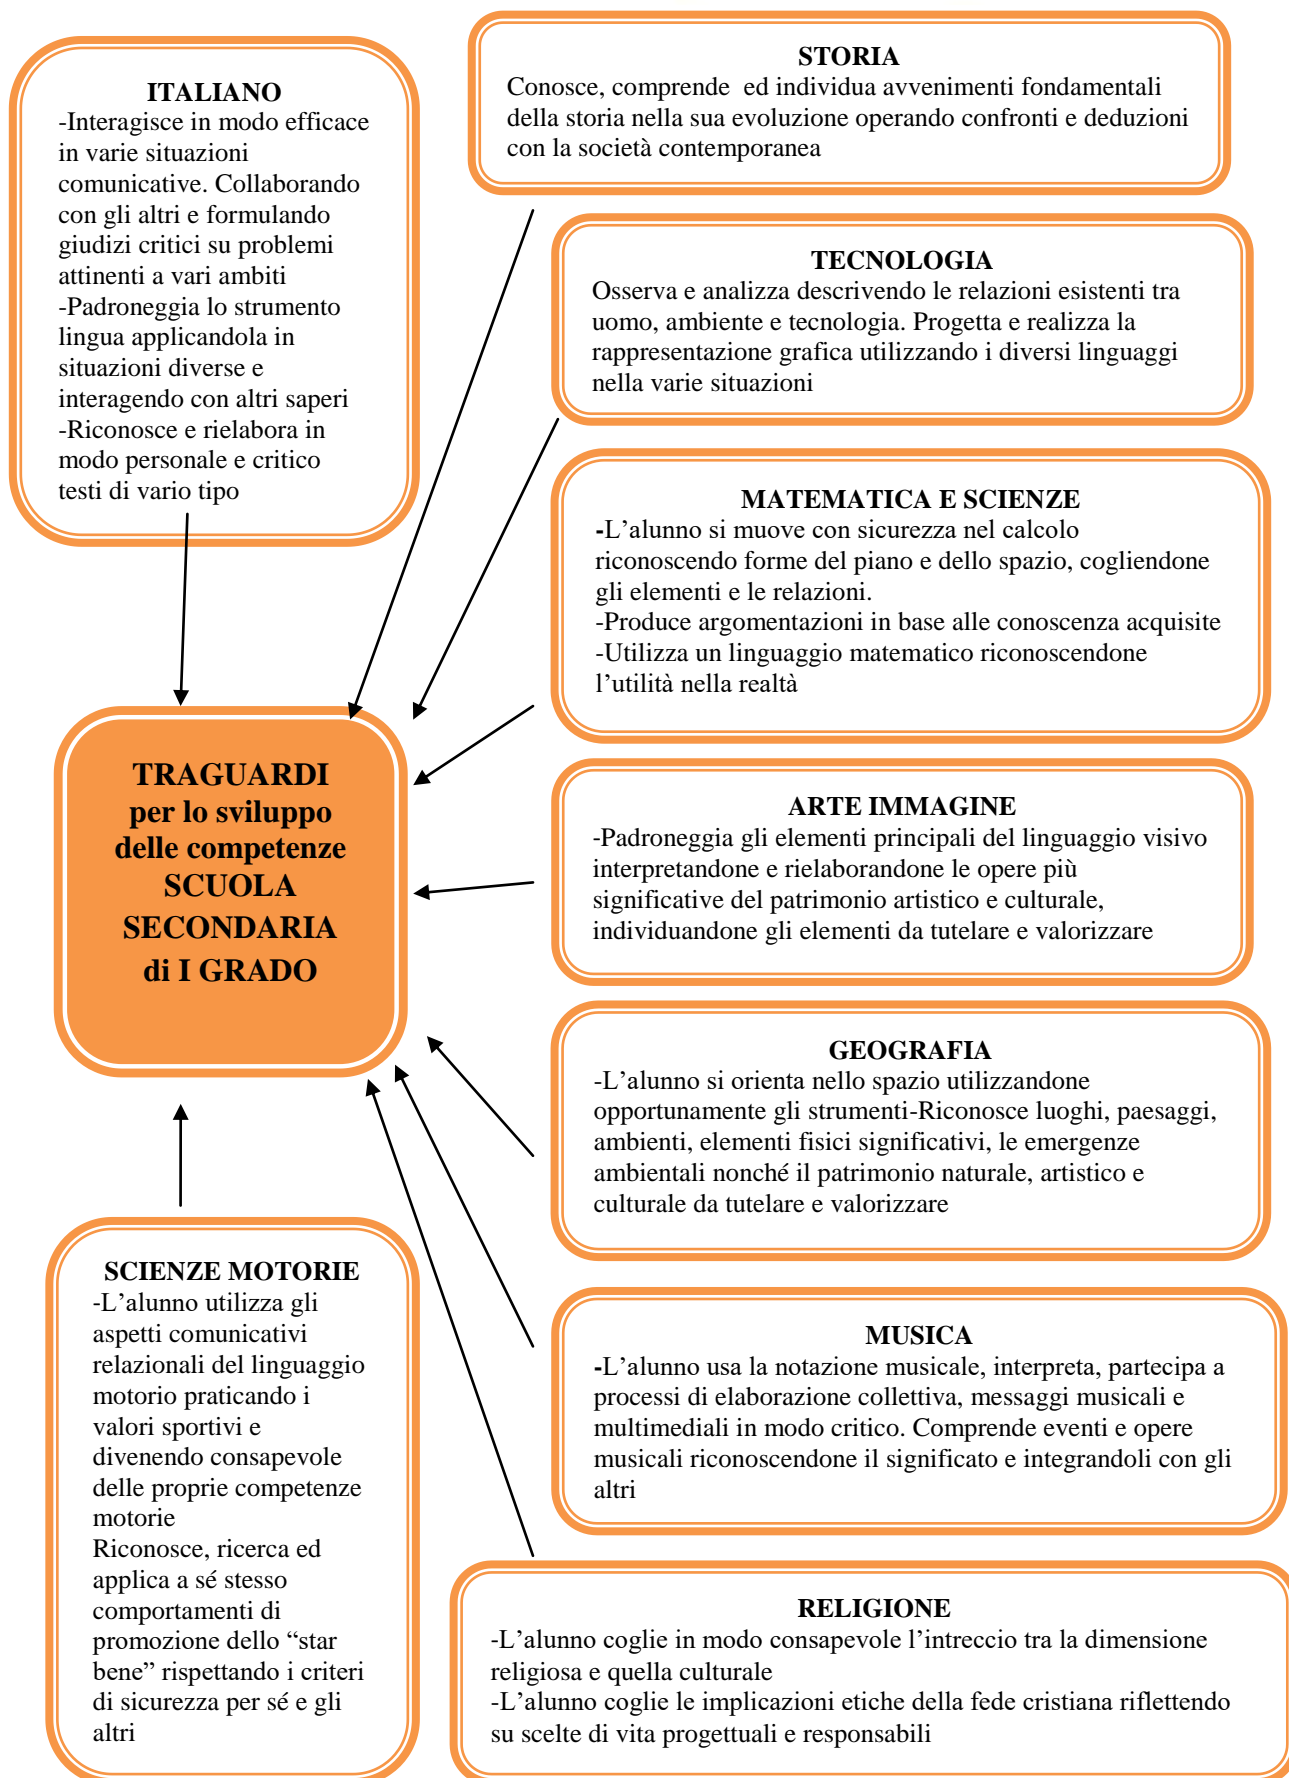 ITALIANO
-Interagisce in modo efficace
in varie situazioni
comunicative. Collaborando
con gli altri e formulando
giudizi critici su problemi
attinenti a vari ambiti
-Padroneggia lo strumento
lingua applicandola in
situazioni diverse e
interagendo con altri saperi
-Riconosce e rielabora in
modo personale e critico
testi di vario tipo
STORIA
Conosce, comprende  ed individua avvenimenti fondamentali
della storia nella sua evoluzione operando confronti e deduzioni
con la società contemporanea
TECNOLOGIA
Osserva e analizza descrivendo le relazioni esistenti tra
uomo, ambiente e tecnologia. Progetta e realizza la
rappresentazione grafica utilizzando i diversi linguaggi
nella varie situazioni
MATEMATICA E SCIENZE
-L’alunno si muove con sicurezza nel calcolo
riconoscendo forme del piano e dello spazio, cogliendone
gli elementi e le relazioni.
-Produce argomentazioni in base alle conoscenza acquisite
-Utilizza un linguaggio matematico riconoscendone
l’utilità nella realtà
TRAGUARDI
per lo sviluppo
delle competenze
SCUOLA
SECONDARIA
di I GRADO
ARTE IMMAGINE
-Padroneggia gli elementi principali del linguaggio visivo
interpretandone e rielaborandone le opere più
significative del patrimonio artistico e culturale,
individuandone gli elementi da tutelare e valorizzare
GEOGRAFIA
-L’alunno si orienta nello spazio utilizzandone
opportunamente gli strumenti-Riconosce luoghi, paesaggi,
ambienti, elementi fisici significativi, le emergenze
ambientali nonché il patrimonio naturale, artistico e
culturale da tutelare e valorizzare
SCIENZE MOTORIE
-L’alunno utilizza gli
aspetti comunicativi
relazionali del linguaggio
motorio praticando i
valori sportivi e
divenendo consapevole
delle proprie competenze
motorie
Riconosce, ricerca ed
applica a sé stesso
comportamenti di
promozione dello “star
bene” rispettando i criteri
di sicurezza per sé e gli
altri
MUSICA
-L’alunno usa la notazione musicale, interpreta, partecipa a
processi di elaborazione collettiva, messaggi musicali e
multimediali in modo critico. Comprende eventi e opere
musicali riconoscendone il significato e integrandoli con gli
altri
RELIGIONE
-L’alunno coglie in modo consapevole l’intreccio tra la dimensione
religiosa e quella culturale
-L’alunno coglie le implicazioni etiche della fede cristiana riflettendo
su scelte di vita progettuali e responsabili